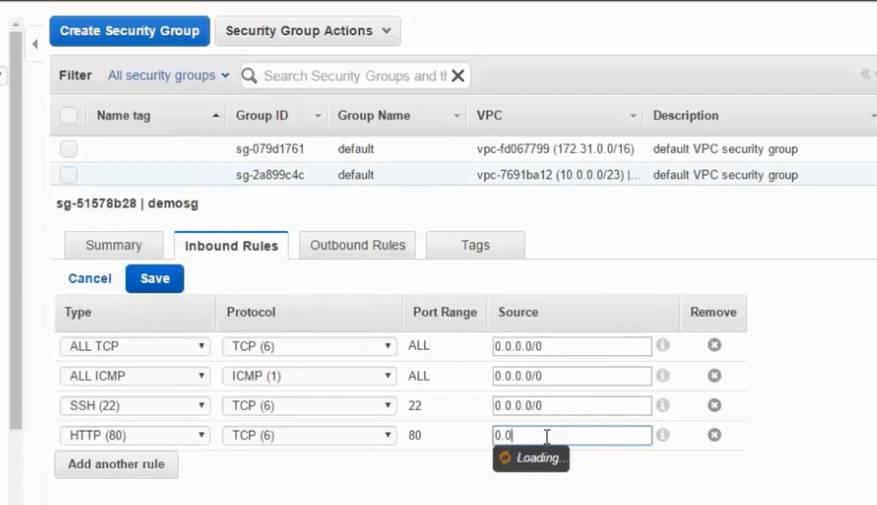 Create Security Group Security Group Actions
Filter All security groups Search Security Groups and th
Name tag Group ID Group Name VPC Description
sg-079d1761 default vpc-fd067799 (172.31.0.0/16) default VPC security group
sg-2a899c4c default vpc-7691ba12 (10.0.0.0/23) |... default VPC security group
sg-51578b28 | demosg
Summary Inbound Rules Outbound Rules Tags
Cancel Save
Type Protocol Port Range Source Remove
ALL TCP TCP (6) ALL 0.0.0.0/0
ALL ICMP ICMP (1) ALL 0.0.0.0/0
SSH (22) TCP (6) 22 0.0.0.0/0
HTTP (80) TCP (6) 80 0.0
Loading...
Add another rule